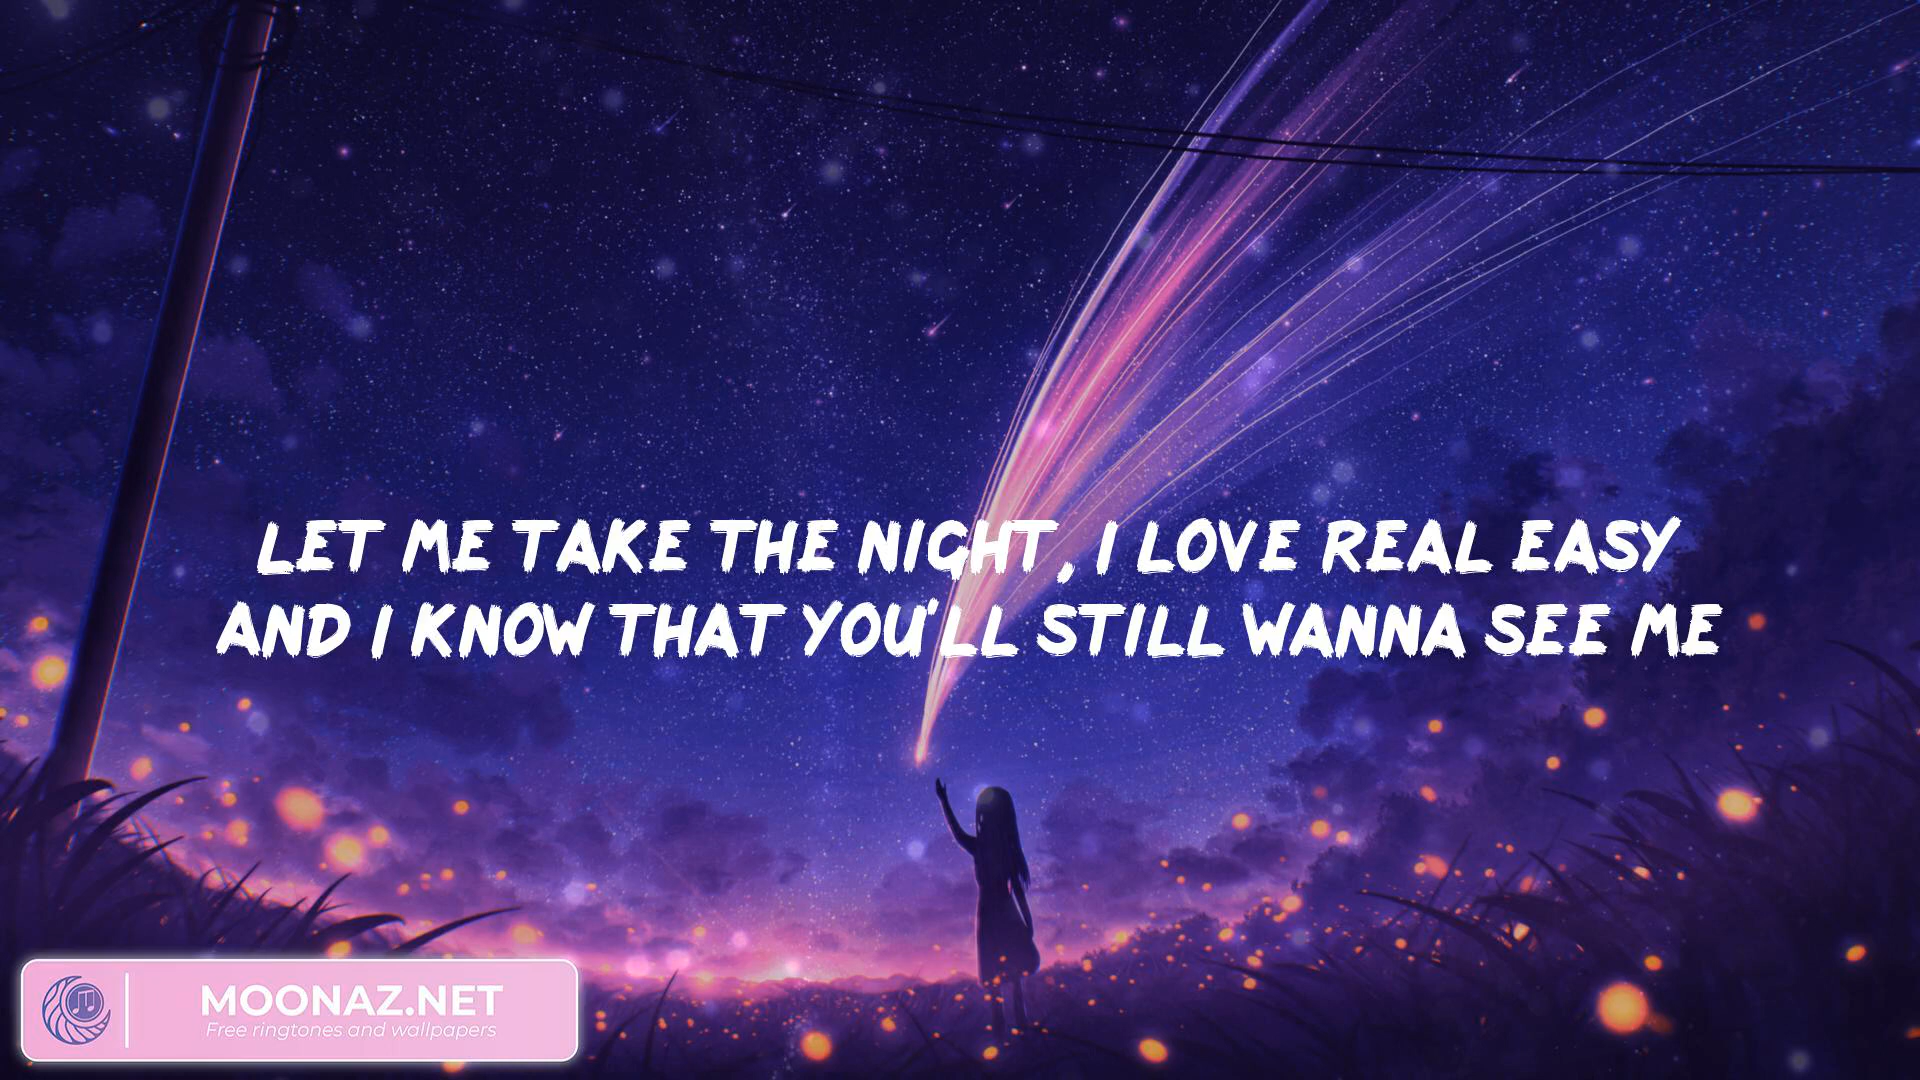 LET ME TAKE THE NIGHT, I LOVE REAL EASY
AND I KNOW THAT YOU'LL STILL WANNA SEE ME
MOONAZ.NET
Free ringtones and wallpapers